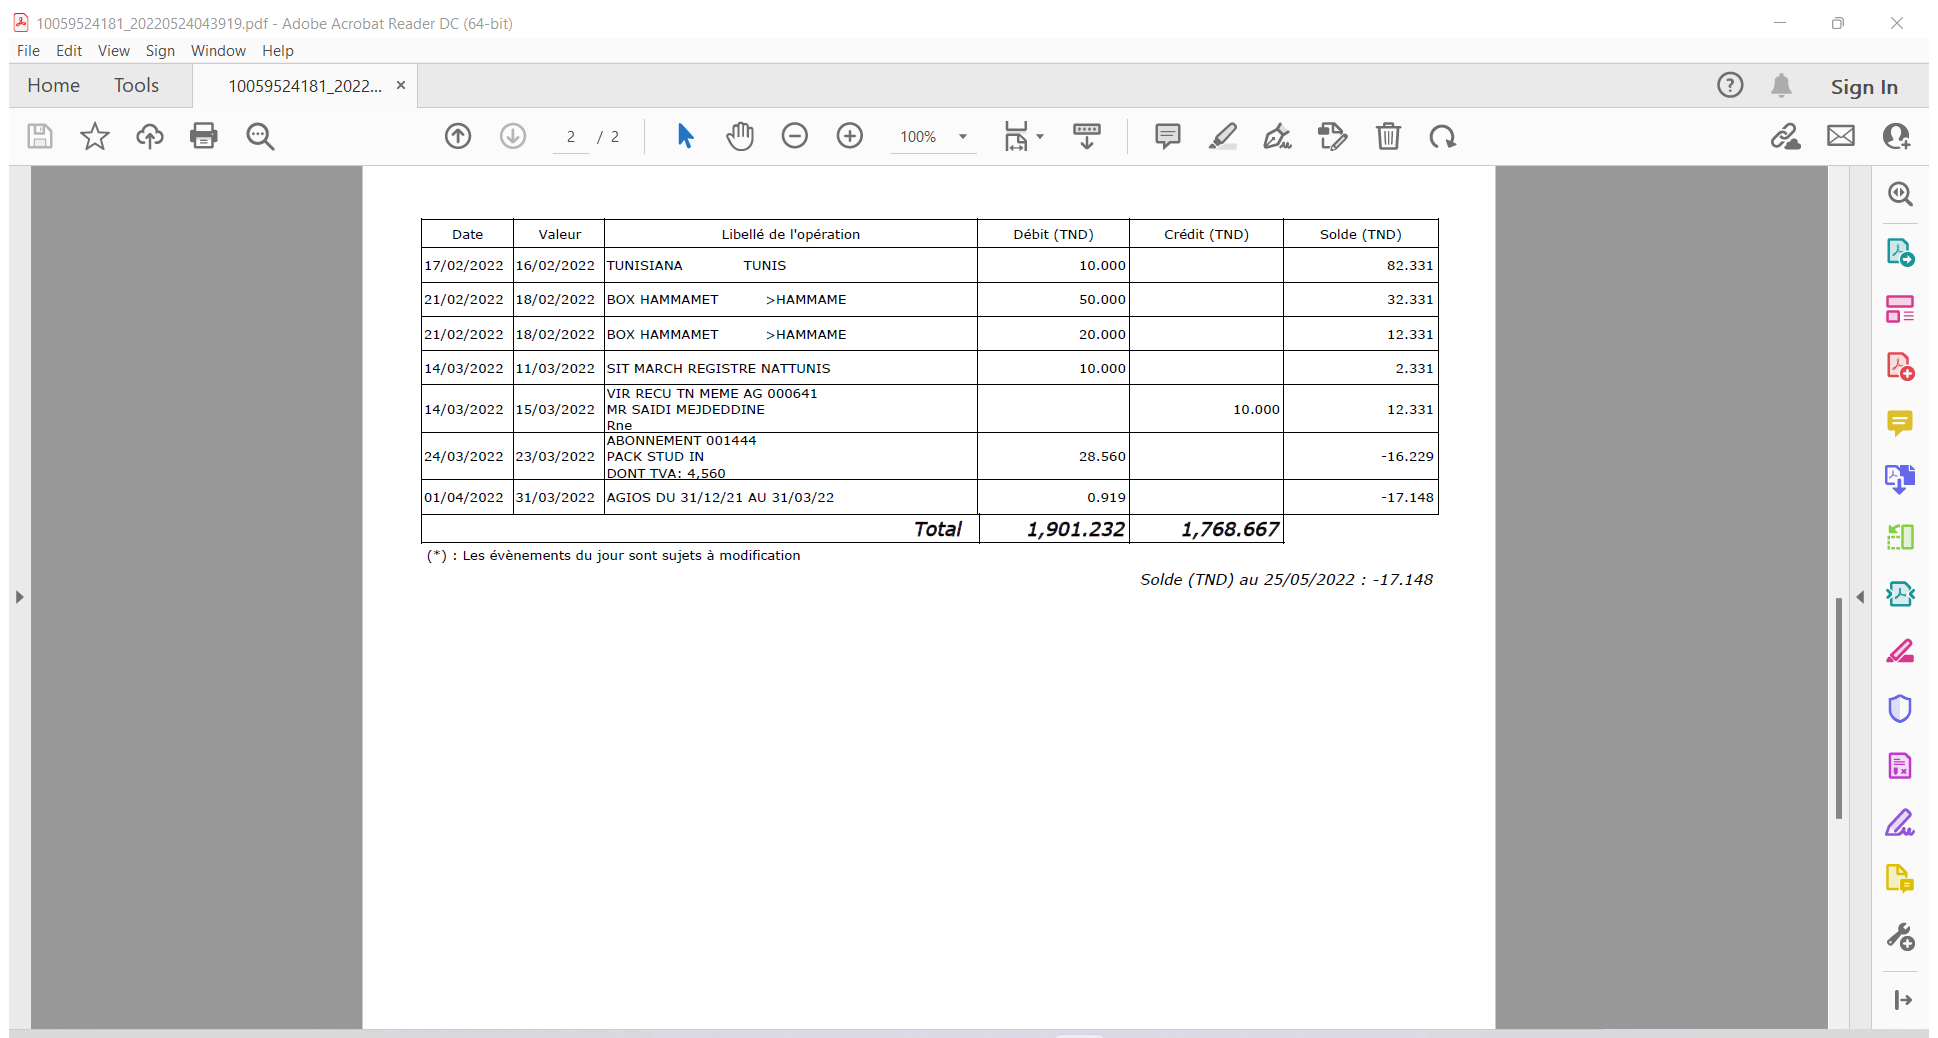 10059524181_20220524043919.pdf - Adobe Acrobat Reader DC (64-bit)
File Edit View Sign Window Help
Home Tools 10059524181_2022... × Sign In
2 / 2 100%
Date Valeur Libellé de l'opération Débit (TND) Crédit (TND) Solde (TND)
17/02/2022 16/02/2022 TUNISIANA TUNIS 10.000 82.331
21/02/2022 18/02/2022 BOX HAMMAMET >HAMMAME 50.000 32.331
21/02/2022 18/02/2022 BOX HAMMAMET >HAMMAME 20.000 12.331
14/03/2022 11/03/2022 SIT MARCH REGISTRE NATTUNIS 10.000 2.331
VIR RECU TN MEME AG 000641
14/03/2022 15/03/2022 MR SAIDI MEJDEDDINE 10.000 12.331
Rne
ABONNEMENT 001444
24/03/2022 23/03/2022 PACK STUD IN 28.560 -16.229
DONT TVA: 4,560
01/04/2022 31/03/2022 AGIOS DU 31/12/21 AU 31/03/22 0.919 -17.148
Total 1,901.232 1,768.667
(*) : Les évènements du jour sont sujets à modification
Solde (TND) au 25/05/2022 : -17.148